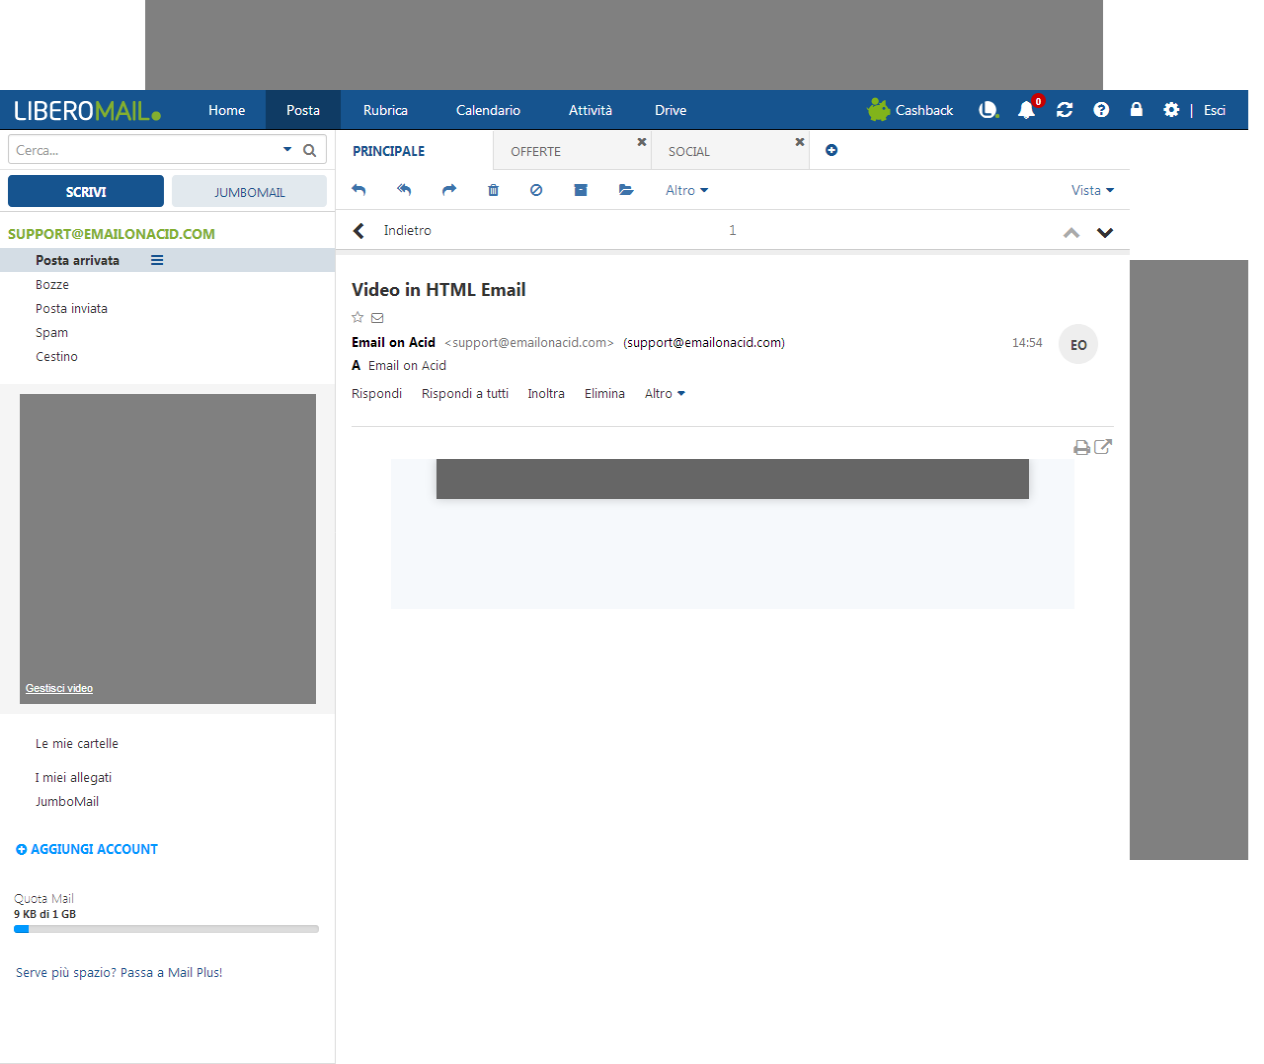 LIBEROMAIL. Home Posta Rubrica Calendario Attività Drive Cashback L. 0 | Esci
Cerca...
PRINCIPALE OFFERTE SOCIAL
SCRIVI JUMBOMAIL
Altro Vista
SUPPORT@EMAILONACID.COM
Indietro 1
Posta arrivata
Bozze
Posta inviata
Spam
Cestino
Video in HTML Email
Email on Acid <support@emailonacid.com> (support@emailonacid.com) 14:54 EO
A Email on Acid
Rispondi Rispondi a tutti Inoltra Elimina Altro
Gestisci video
Le mie cartelle
I miei allegati
JumboMail
AGGIUNGI ACCOUNT
Quota Mail
9 KB di 1 GB
Serve più spazio? Passa a Mail Plus!